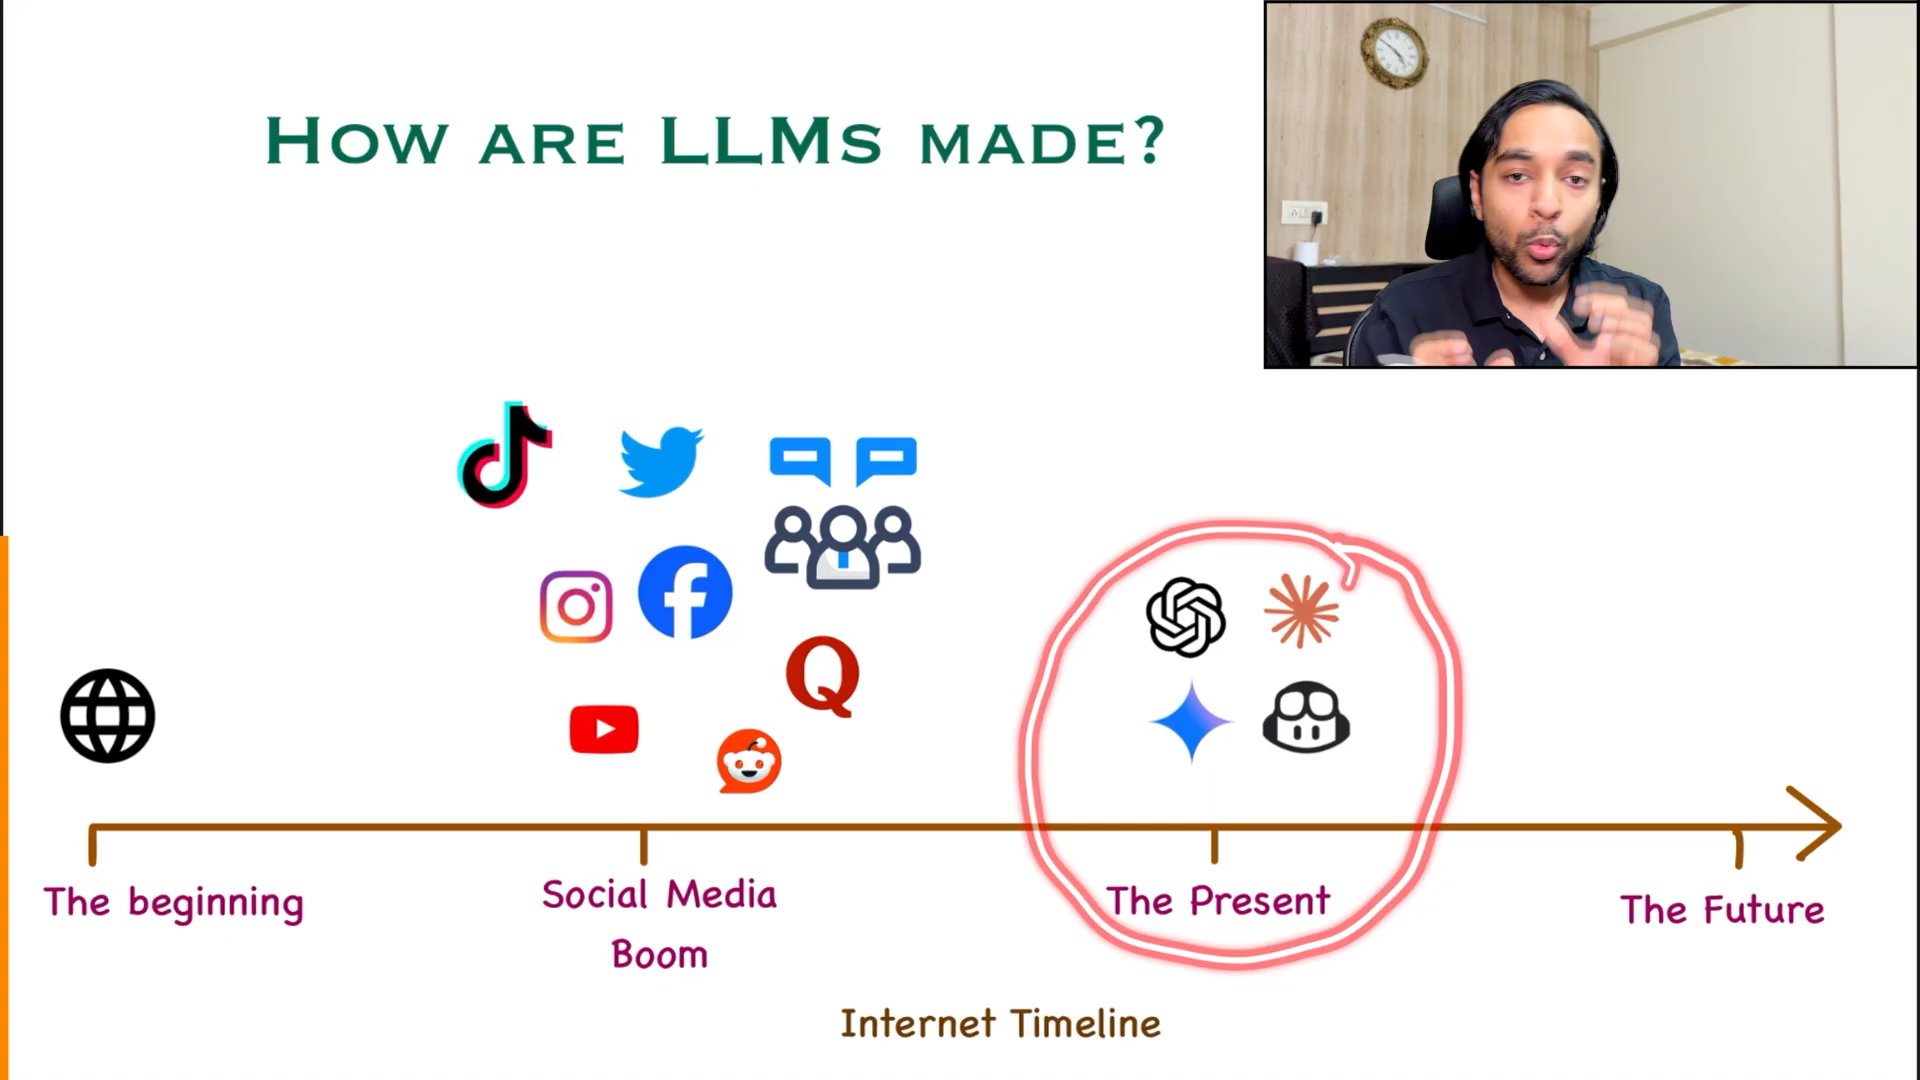 How are LLMs made?
The beginning
Social Media
Boom
The Present
The Future
Internet Timeline